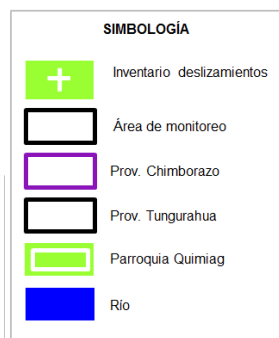 SIMBOLOGÍA
Inventario deslizamientos
Área de monitoreo
Prov. Chimborazo
Prov. Tungurahua
Parroquia Quimiag
Río